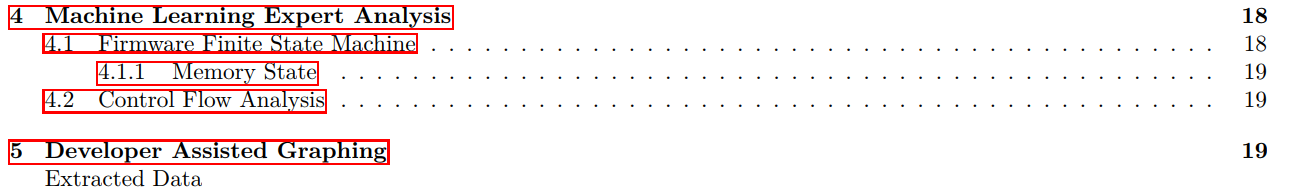 4 Machine Learning Expert Analysis 18
4.1 Firmware Finite State Machine . . . . . . . . . . . . . . . . . . . . . . . . . . . . . . . . . . . . . . . . . . . . 18
4.1.1 Memory State . . . . . . . . . . . . . . . . . . . . . . . . . . . . . . . . . . . . . . . . . . . . . . . . . 19
4.2 Control Flow Analysis . . . . . . . . . . . . . . . . . . . . . . . . . . . . . . . . . . . . . . . . . . . . . . . . . 19
5 Developer Assisted Graphing 19
Extracted Data